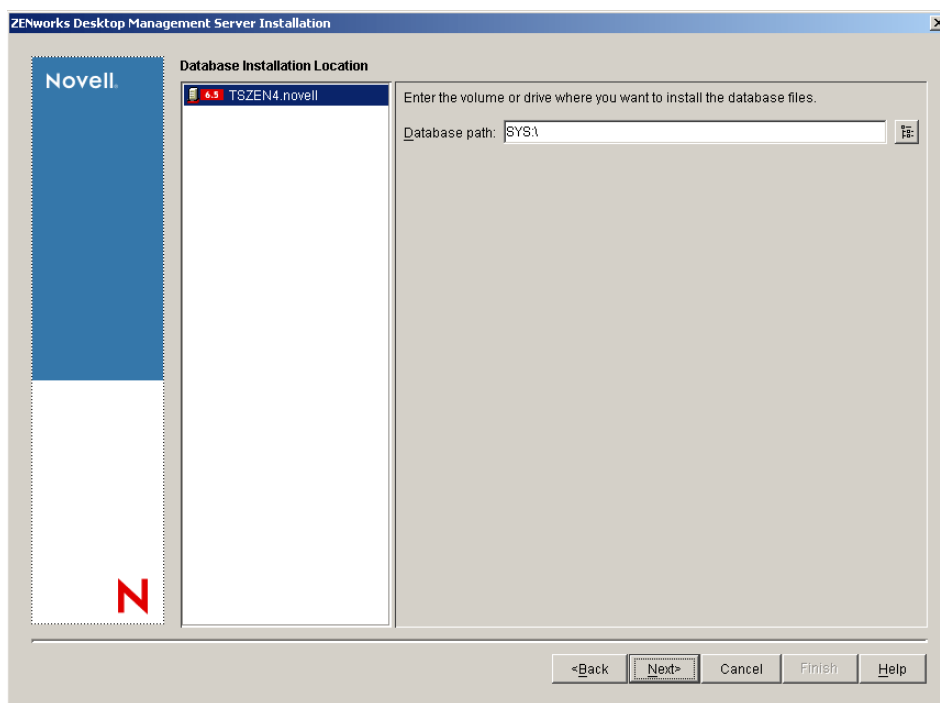 ZENworks Desktop Management Server Installation
Novell.
Database Installation Location
6.5 TSZEN4.novell
Enter the volume or drive where you want to install the database files.
Database path: SYS:\
N
<Back Next> Cancel Finish Help